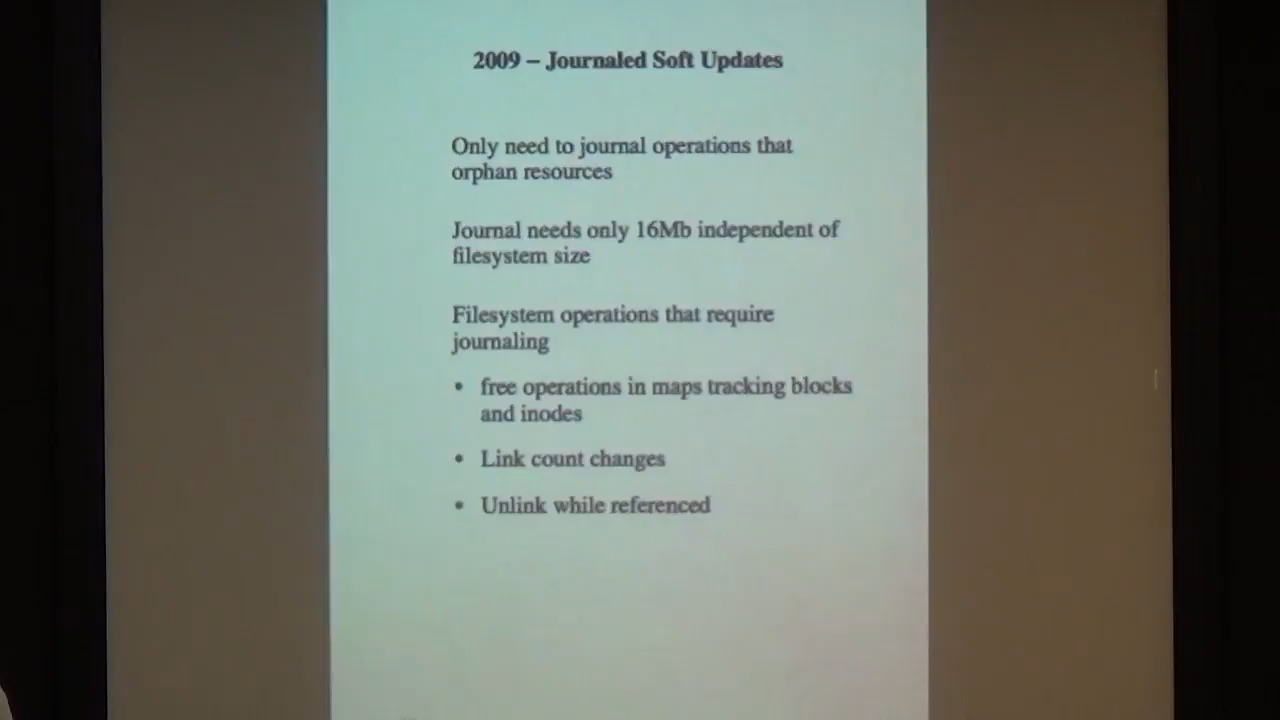 2009 – Journaled Soft Updates
Only need to journal operations that
orphan resources
Journal needs only 16Mb independent of
filesystem size
Filesystem operations that require
journaling
• free operations in maps tracking blocks
and inodes
• Link count changes
• Unlink while referenced